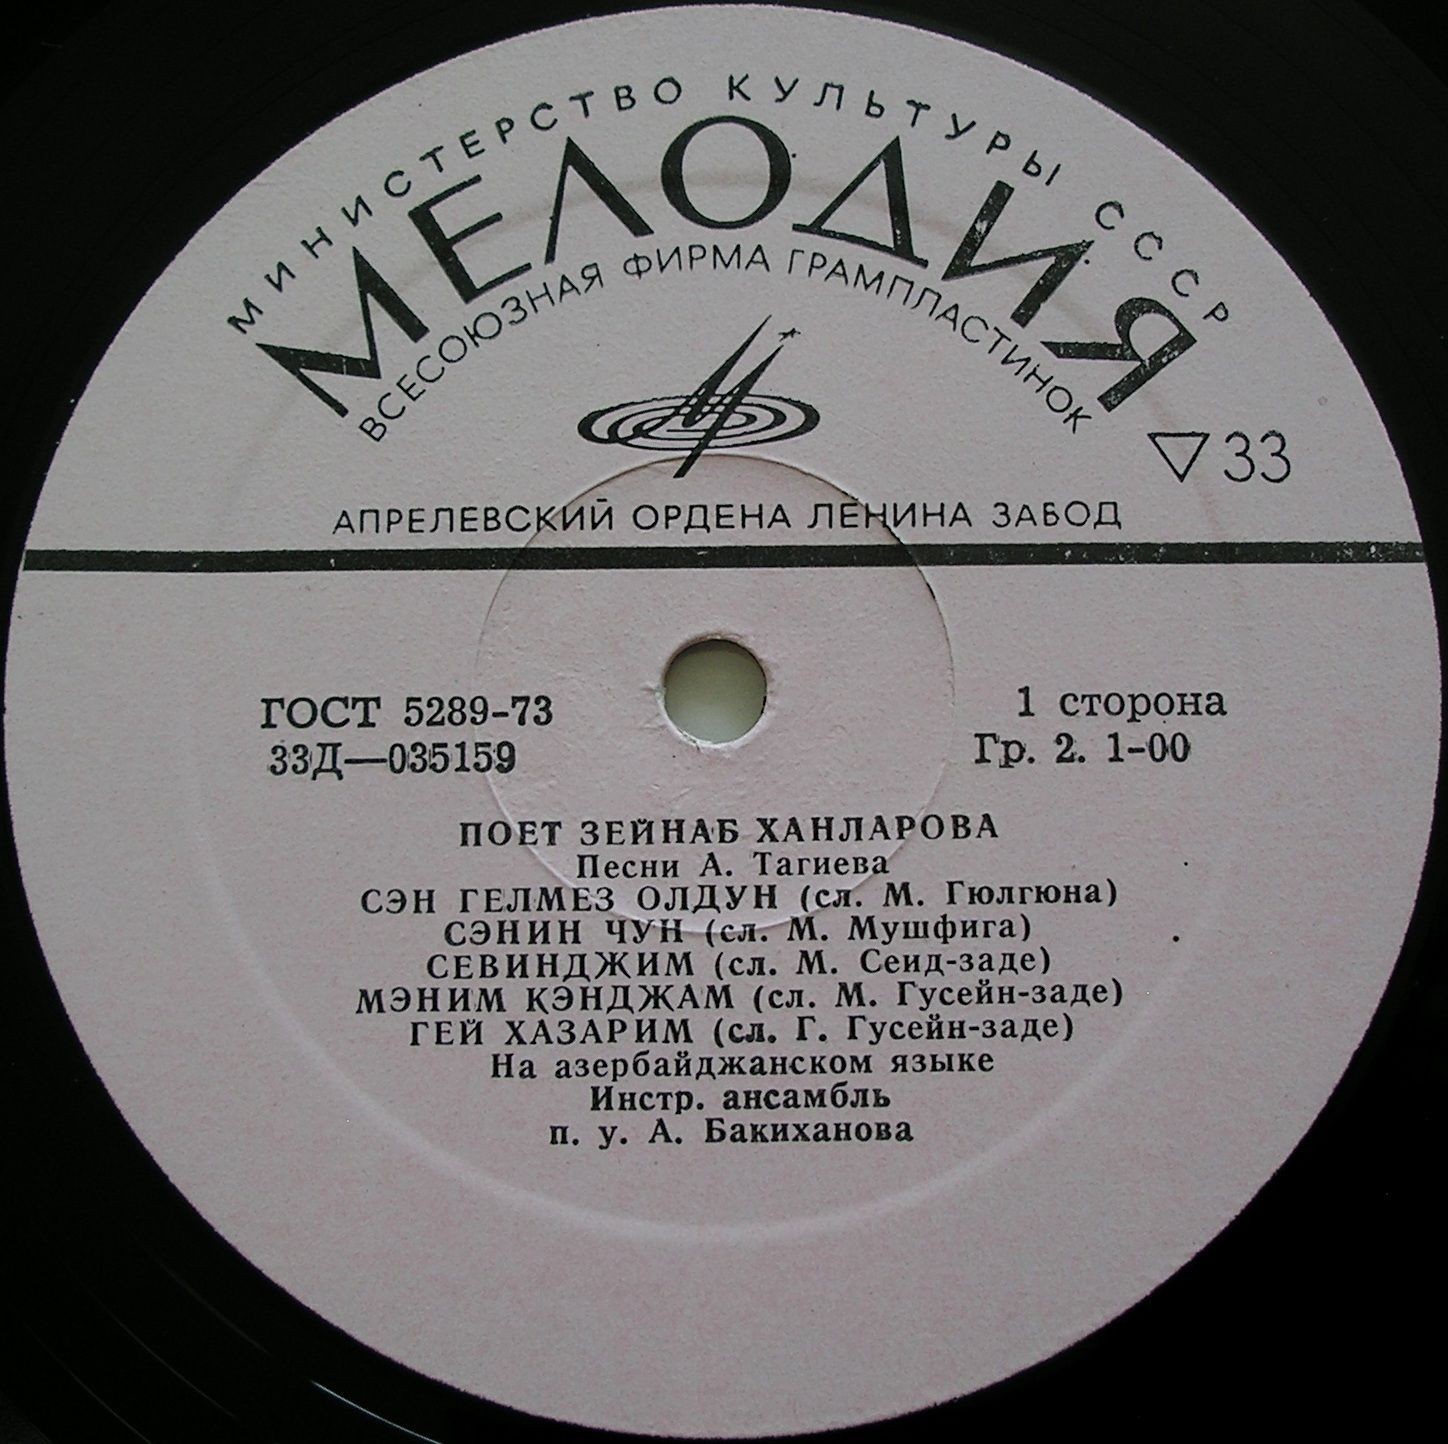 МИНИСТЕРСТВО КУЛЬТУРЫ СССР
МЕЛОДИЯ
ВСЕСОЮЗНАЯ ФИРМА ГРАМПЛАСТИНОК
33
АПРЕЛЕВСКИЙ ОРДЕНА ЛЕНИНА ЗАВОД
ГОСТ 5289-73
33Д—035159
1 сторона
Гр. 2. 1-00
ПОЕТ ЗЕЙНАБ ХАНЛАРОВА
Песни А. Тагиева
СЭН ГЕЛМЕЗ ОЛДУН (сл. М. Гюлгюна)
СЭНИН ЧУН (сл. М. Мушфига)
СЕВИНДЖИМ (сл. М. Сеид-заде)
МЭНИМ КЭНДЖАМ (сл. М. Гусейн-заде)
ГЕЙ ХАЗАРИМ (сл. Г. Гусейн-заде)
На азербайджанском языке
Инстр. ансамбль
п. у. А. Бакиханова